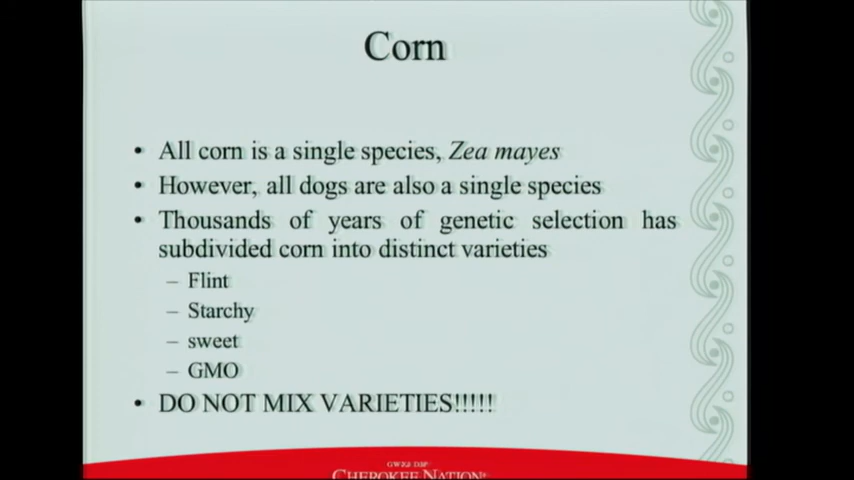 Corn
• All corn is a single species, Zea mayes
• However, all dogs are also a single species
• Thousands of years of genetic selection has
subdivided corn into distinct varieties
– Flint
– Starchy
– sweet
– GMO
• DO NOT MIX VARIETIES!!!!!
CHEROKEE NATION